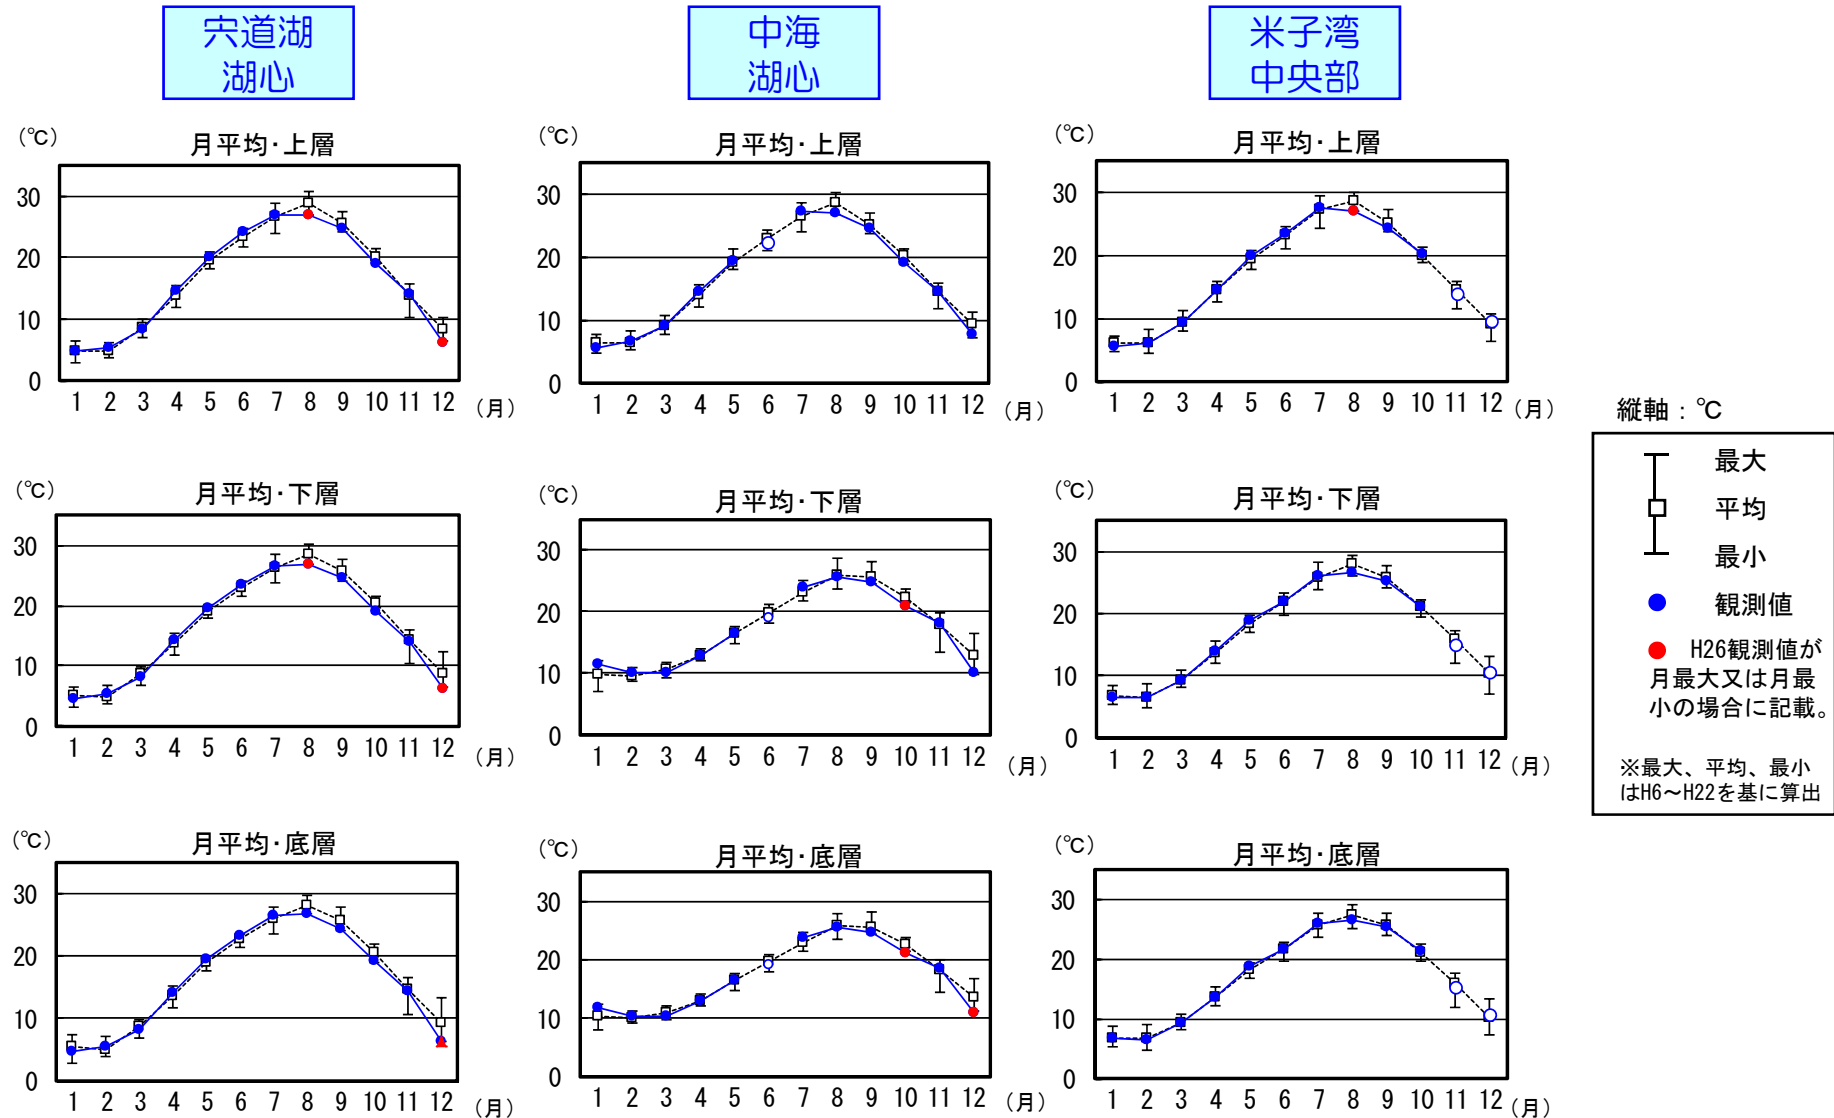 宍道湖
湖心
中海
湖心
米子湾
中央部
(℃)
月平均・上層
30
20
10
0
1 2 3 4 5 6 7 8 9 10 11 12 (月)
(℃)
月平均・上層
30
20
10
0
1 2 3 4 5 6 7 8 9 10 11 12 (月)
(℃)
月平均・上層
30
20
10
0
1 2 3 4 5 6 7 8 9 10 11 12 (月)
(℃)
月平均・下層
30
20
10
0
1 2 3 4 5 6 7 8 9 10 11 12 (月)
(℃)
月平均・下層
30
20
10
0
1 2 3 4 5 6 7 8 9 10 11 12 (月)
(℃)
月平均・下層
30
20
10
0
1 2 3 4 5 6 7 8 9 10 11 12 (月)
(℃)
月平均・底層
30
20
10
0
1 2 3 4 5 6 7 8 9 10 11 12 (月)
(℃)
月平均・底層
30
20
10
0
1 2 3 4 5 6 7 8 9 10 11 12 (月)
(℃)
月平均・底層
30
20
10
0
1 2 3 4 5 6 7 8 9 10 11 12 (月)
縦軸：℃
最大
平均
最小
観測値
H26観測値が
月最大又は月最
小の場合に記載。
※最大、平均、最小
はH6～H22を基に算出